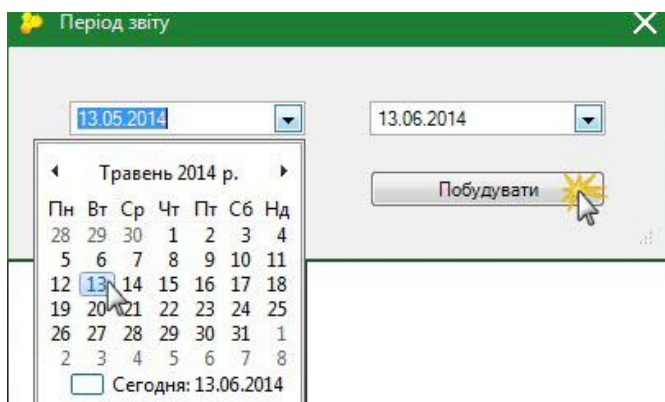 Період звіту
13.05.2014 13.06.2014
Побудувати
Травень 2014 р.
Пн Вт Ср Чт Пт Сб Нд
28 29 30 1 2 3 4
5 6 7 8 9 10 11
12 13 14 15 16 17 18
19 20 21 22 23 24 25
26 27 28 29 30 31 1
2 3 4 5 6 7 8
Сегодня: 13.06.2014